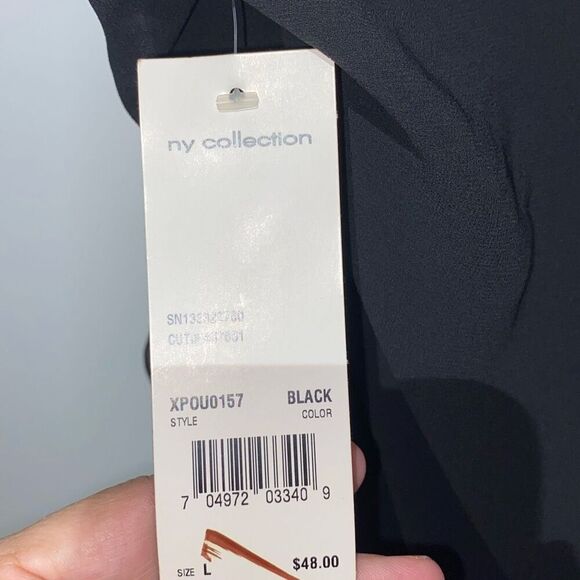 ny collection
XPOU0157 BLACK
STYLE COLOR
7 04972 03340 9
SIZE L $48.00